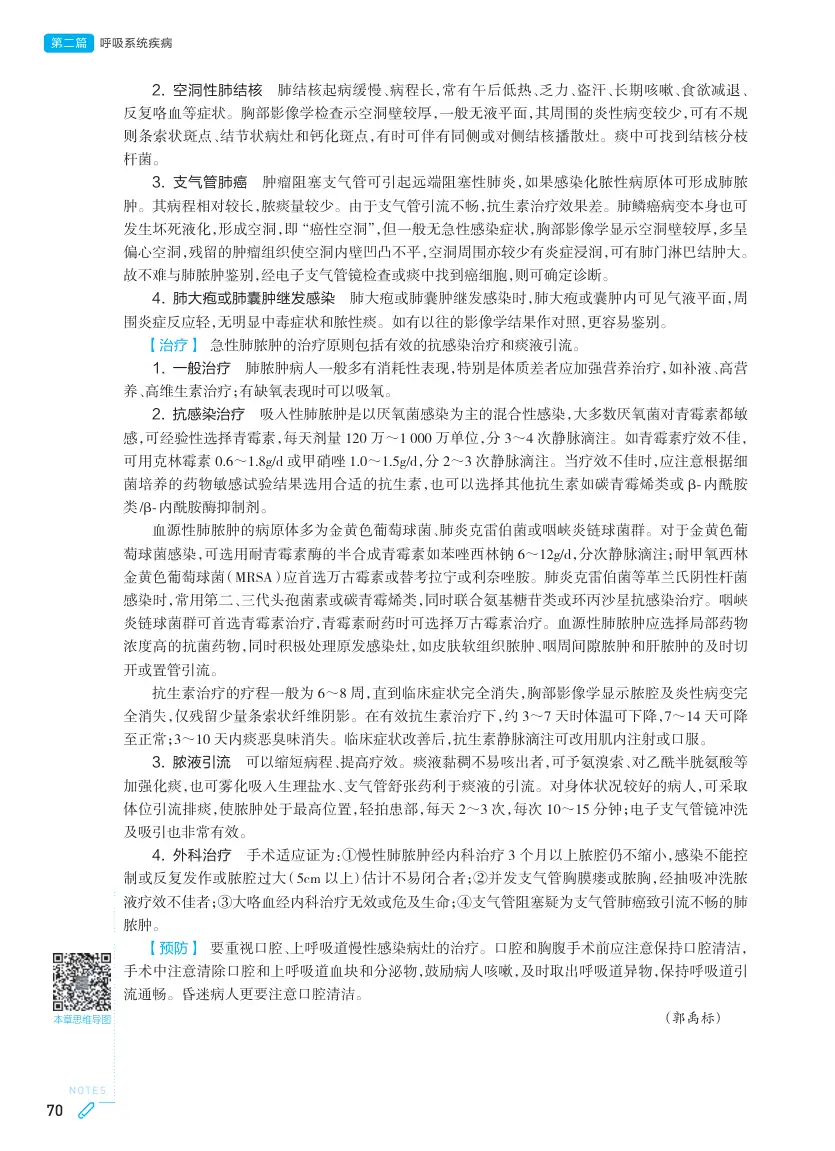 第二篇 呼吸系统疾病
2. 空洞性肺结核 肺结核起病缓慢、病程长,常有午后低热、乏力、盗汗、长期咳嗽、食欲减退、
反复咯血等症状。胸部影像学检查示空洞壁较厚,一般无液平面,其周围的炎性病变较少,可有不规
则条索状斑点、结节状病灶和钙化斑点,有时可伴有同侧或对侧结核播散灶。痰中可找到结核分枝
杆菌。
3. 支气管肺癌 肿瘤阻塞支气管可引起远端阻塞性肺炎,如果感染化脓性病原体可形成肺脓
肿。其病程相对较长,脓痰量较少。由于支气管引流不畅,抗生素治疗效果差。肺鳞癌病变本身也可
发生坏死液化,形成空洞,即“癌性空洞”,但一般无急性感染症状,胸部影像学显示空洞壁较厚,多呈
偏心空洞,残留的肿瘤组织使空洞内壁凹凸不平,空洞周围亦较少有炎症浸润,可有肺门淋巴结肿大。
故不难与肺脓肿鉴别,经电子支气管镜检查或痰中找到癌细胞,则可确定诊断。
4. 肺大疱或肺囊肿继发感染 肺大疱或肺囊肿继发感染时,肺大疱或囊肿内可见气液平面,周
围炎症反应轻,无明显中毒症状和脓性痰。如有以往的影像学结果作对照,更容易鉴别。
【治疗】 急性肺脓肿的治疗原则包括有效的抗感染治疗和痰液引流。
1. 一般治疗 肺脓肿病人一般多有消耗性表现,特别是体质差者应加强营养治疗,如补液、高营
养、高维生素治疗;有缺氧表现时可以吸氧。
2. 抗感染治疗 吸入性肺脓肿是以厌氧菌感染为主的混合性感染,大多数厌氧菌对青霉素都敏
感,可经验性选择青霉素,每天剂量 120 万~1 000 万单位,分 3~4 次静脉滴注。如青霉素疗效不佳,
可用克林霉素 0.6~1.8g/d 或甲硝唑 1.0~1.5g/d,分 2~3 次静脉滴注。当疗效不佳时,应注意根据细
菌培养的药物敏感试验结果选用合适的抗生素,也可以选择其他抗生素如碳青霉烯类或 β-内酰胺
类/β-内酰胺酶抑制剂。
血源性肺脓肿的病原体多为金黄色葡萄球菌、肺炎克雷伯菌或咽峡炎链球菌群。对于金黄色葡
萄球菌感染,可选用耐青霉素酶的半合成青霉素如苯唑西林钠 6~12g/d,分次静脉滴注;耐甲氧西林
金黄色葡萄球菌(MRSA)应首选万古霉素或替考拉宁或利奈唑胺。肺炎克雷伯菌等革兰氏阴性杆菌
感染时,常用第二、三代头孢菌素或碳青霉烯类,同时联合氨基糖苷类或环丙沙星抗感染治疗。咽峡
炎链球菌群可首选青霉素治疗,青霉素耐药时可选择万古霉素治疗。血源性肺脓肿应选择局部药物
浓度高的抗菌药物,同时积极处理原发感染灶,如皮肤软组织脓肿、咽周间隙脓肿和肝脓肿的及时切
开或置管引流。
抗生素治疗的疗程一般为 6~8 周,直到临床症状完全消失,胸部影像学显示脓腔及炎性病变完
全消失,仅残留少量条索状纤维阴影。在有效抗生素治疗下,约 3~7 天时体温可下降,7~14 天可降
至正常;3~10 天内痰恶臭味消失。临床症状改善后,抗生素静脉滴注可改用肌内注射或口服。
3. 脓液引流 可以缩短病程、提高疗效。痰液黏稠不易咳出者,可予氨溴索、对乙酰半胱氨酸等
加强化痰,也可雾化吸入生理盐水、支气管舒张药利于痰液的引流。对身体状况较好的病人,可采取
体位引流排痰,使脓肿处于最高位置,轻拍患部,每天 2~3 次,每次 10~15 分钟;电子支气管镜冲洗
及吸引也非常有效。
4. 外科治疗 手术适应证为:①慢性肺脓肿经内科治疗 3 个月以上脓腔仍不缩小,感染不能控
制或反复发作或脓腔过大(5cm 以上)估计不易闭合者;②并发支气管胸膜瘘或脓胸,经抽吸冲洗脓
液疗效不佳者;③大咯血经内科治疗无效或危及生命;④支气管阻塞疑为支气管肺癌致引流不畅的肺
脓肿。
【预防】 要重视口腔、上呼吸道慢性感染病灶的治疗。口腔和胸腹手术前应注意保持口腔清洁,
手术中注意清除口腔和上呼吸道血块和分泌物,鼓励病人咳嗽,及时取出呼吸道异物,保持呼吸道引
流通畅。昏迷病人更要注意口腔清洁。
(郭禹标)
本章思维导图
NOTES
70